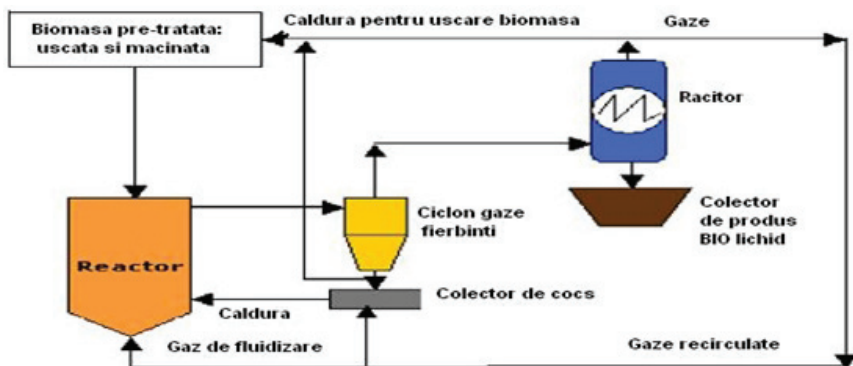 Caldura pentru uscare biomasa
Gaze
Biomasa pre-tratata:
uscata si macinata
Racitor
Ciclon gaze
fierbinti
Colector
de produs
BIO lichid
Reactor
Colector de cocs
Caldura
Gaz de fluidizare
Gaze recirculate